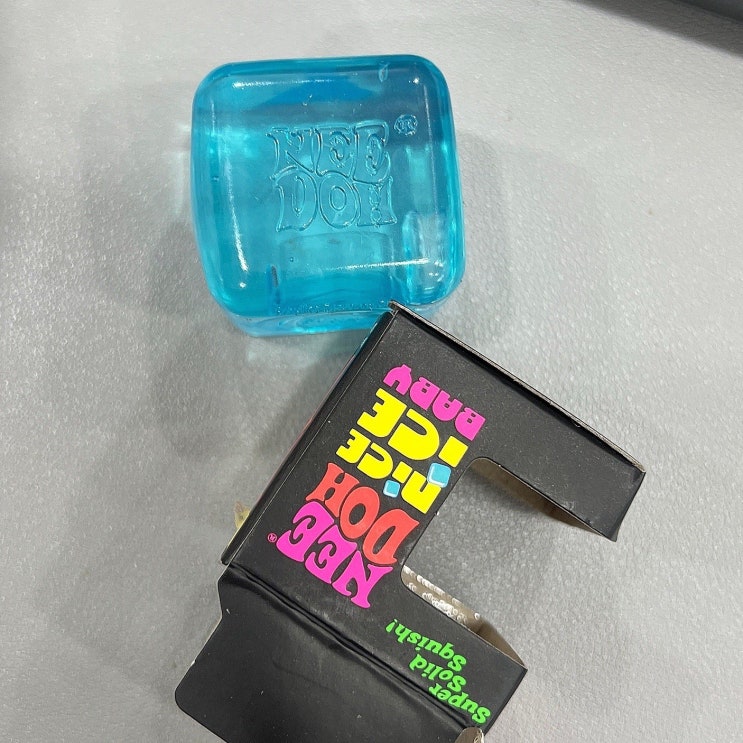 NEE ®
DOH
NEE ®
DOH
NICE
ICE
BABY
Super
Solid
Squish!